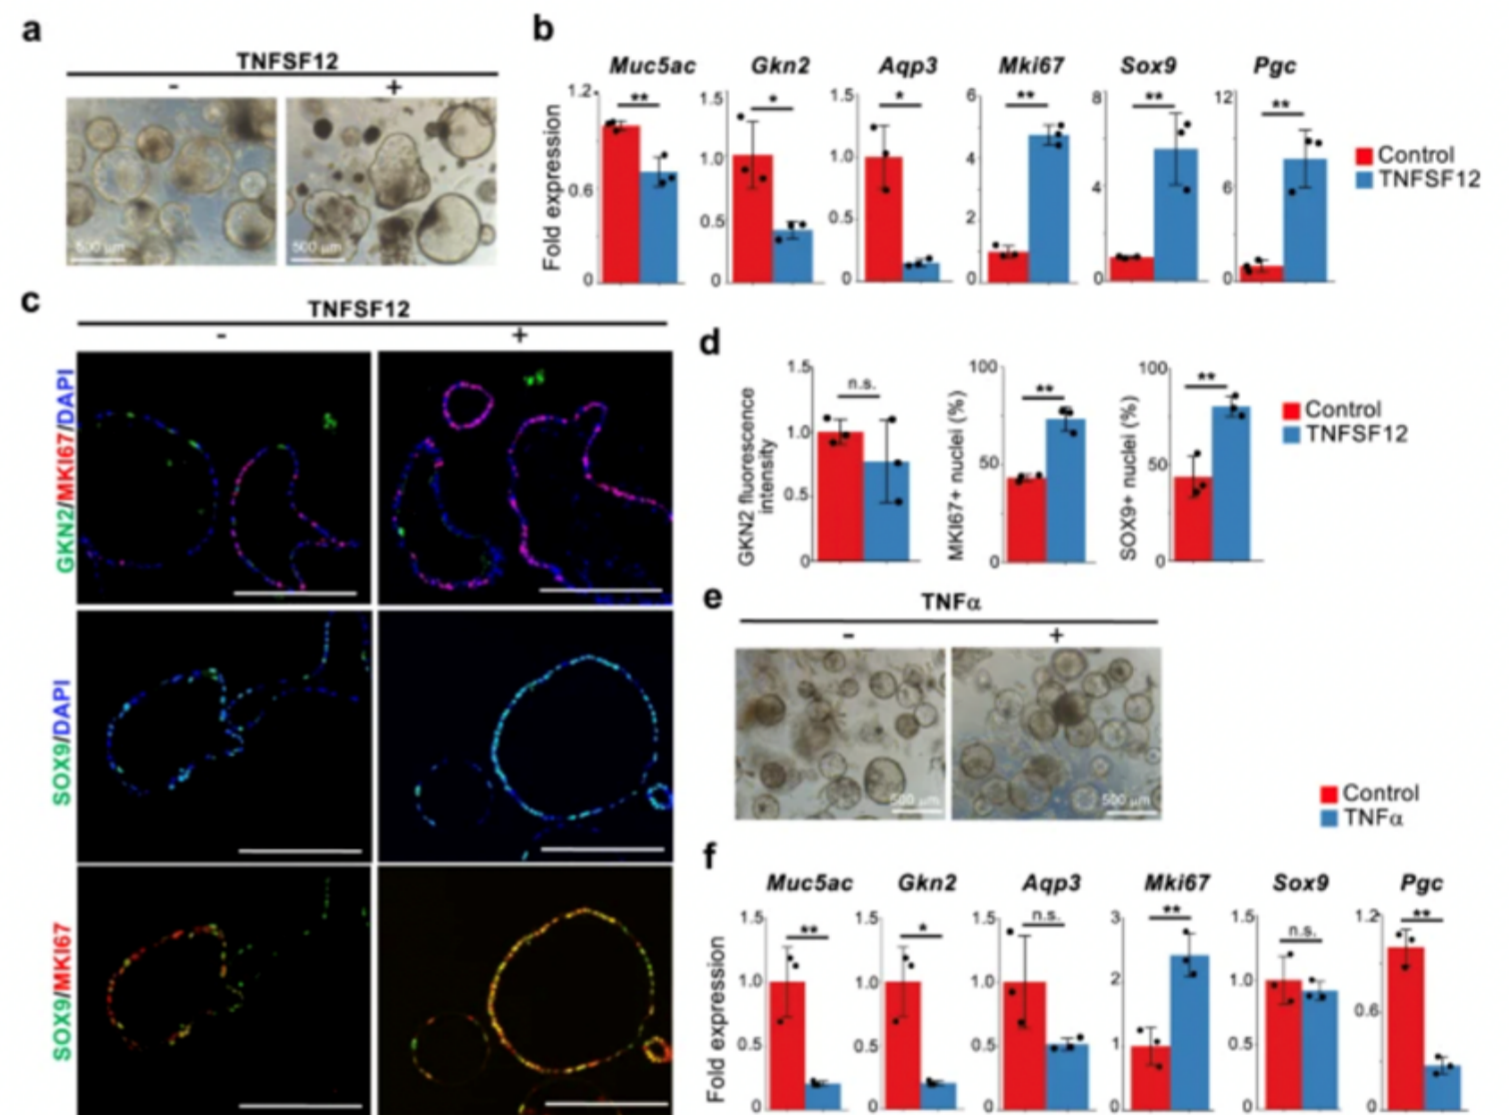 a
TNFSF12
- +
500 μm
500 μm
b
Muc5ac Gkn2 Aqp3 Mki67 Sox9 Pgc
Fold expression
1.2
0.6
0
**
1.5
1.0
0.5
0
*
1.5
1.0
0.5
0
*
6
4
2
0
**
8
4
0
**
12
6
0
**
Control
TNFSF12
c
TNFSF12
- +
GKN2/MKI67/DAPI
SOX9/DAPI
SOX9/MKI67
d
GKN2 fluorescence
intensity
1.5
1.0
0.5
0
n.s.
MKI67+ nuclei (%)
100
50
0
**
SOX9+ nuclei (%)
100
50
0
**
Control
TNFSF12
e
TNFα
- +
500 μm
500 μm
Control
TNFα
f
Muc5ac Gkn2 Aqp3 Mki67 Sox9 Pgc
Fold expression
1.5
1.0
0.5
0
**
1.5
1.0
0.5
0
*
1.5
1.0
0.5
0
n.s.
3
2
1
0
**
1.5
1.0
0.5
0
n.s.
1.2
0.6
0
**